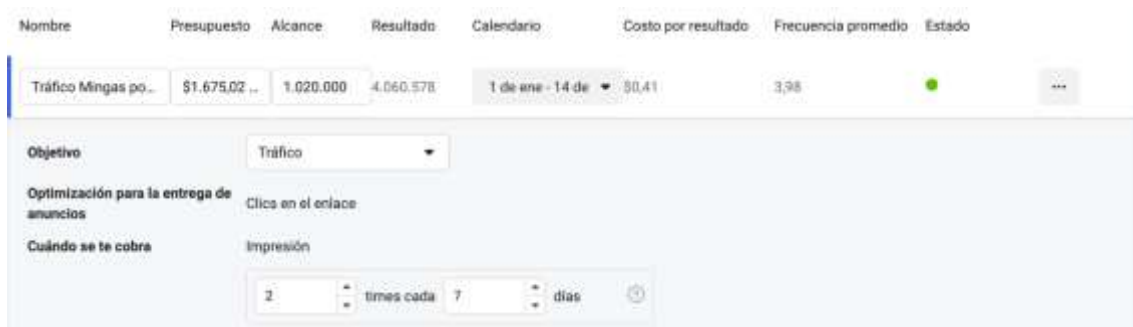 Nombre Presupuesto Alcance Resultado Calendario Costo por resultado Frecuencia promedio Estado
Tráfico Mingas po... $1.675,02 ... 1.020.000 4.060.578 1 de ene - 14 de $0,41 3,98 ...
Objetivo Tráfico
Optimización para la entrega de
anuncios Clics en el enlace
Cuándo se te cobra Impresión
2 times cada 7 días